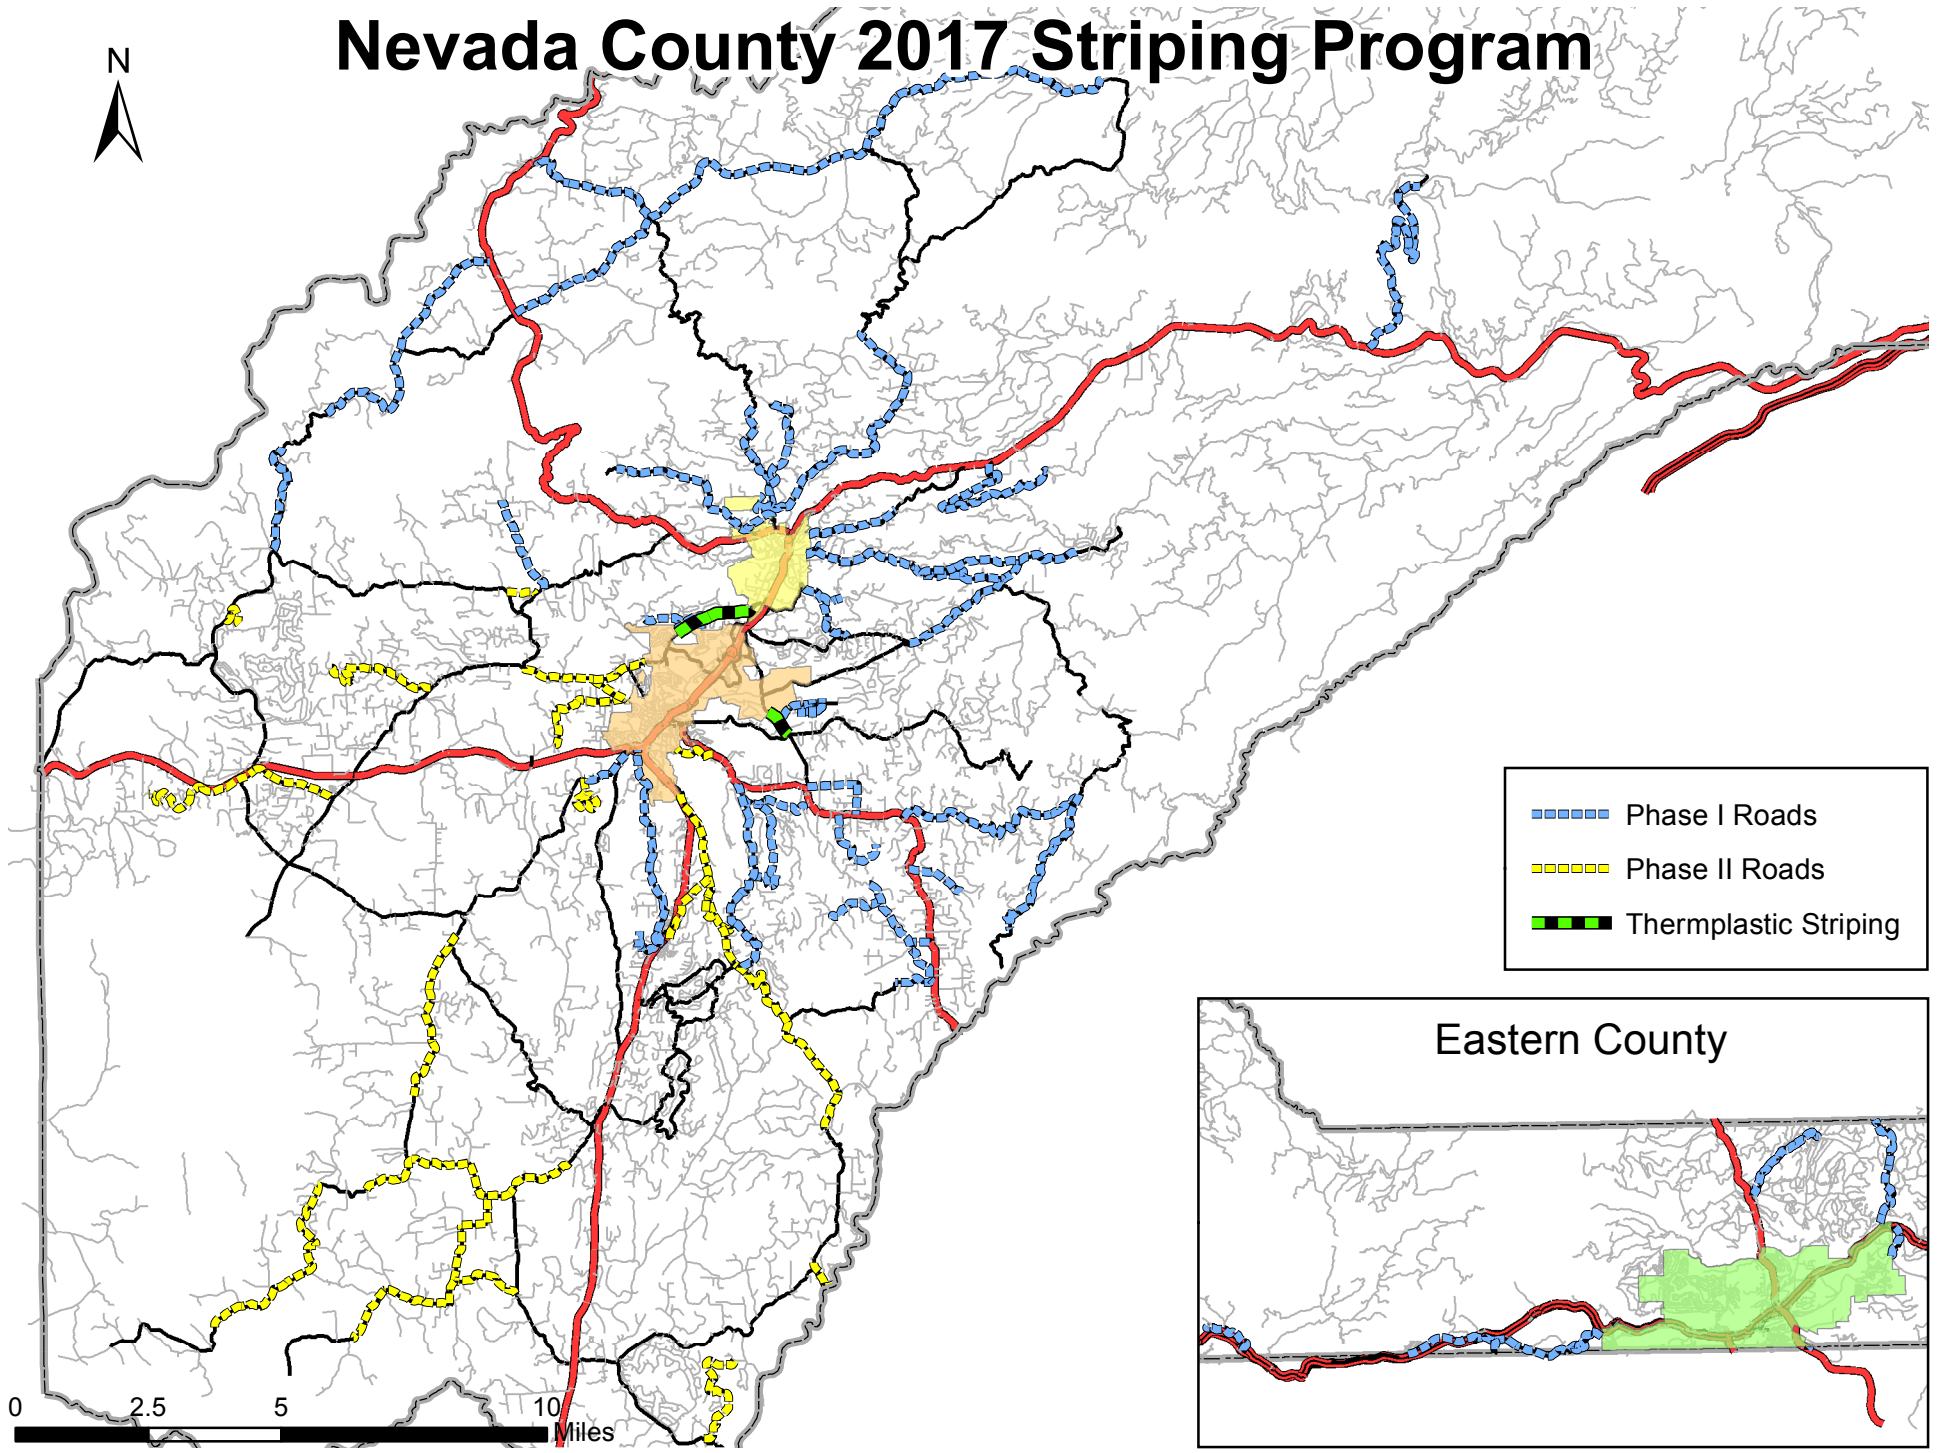 Nevada County 2017 Striping Program
N
Phase I Roads
Phase II Roads
Thermplastic Striping
Eastern County
0 2.5 5 10
Miles